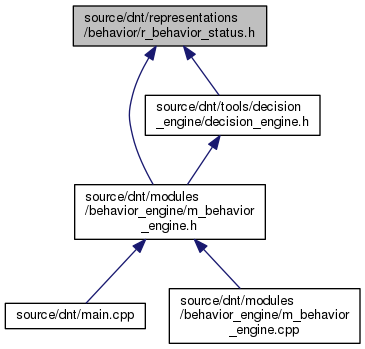 source/dnt/representations
/behavior/r_behavior_status.h
source/dnt/tools/decision
_engine/decision_engine.h
source/dnt/modules
/behavior_engine/m_behavior
_engine.h
source/dnt/main.cpp
source/dnt/modules
/behavior_engine/m_behavior
_engine.cpp